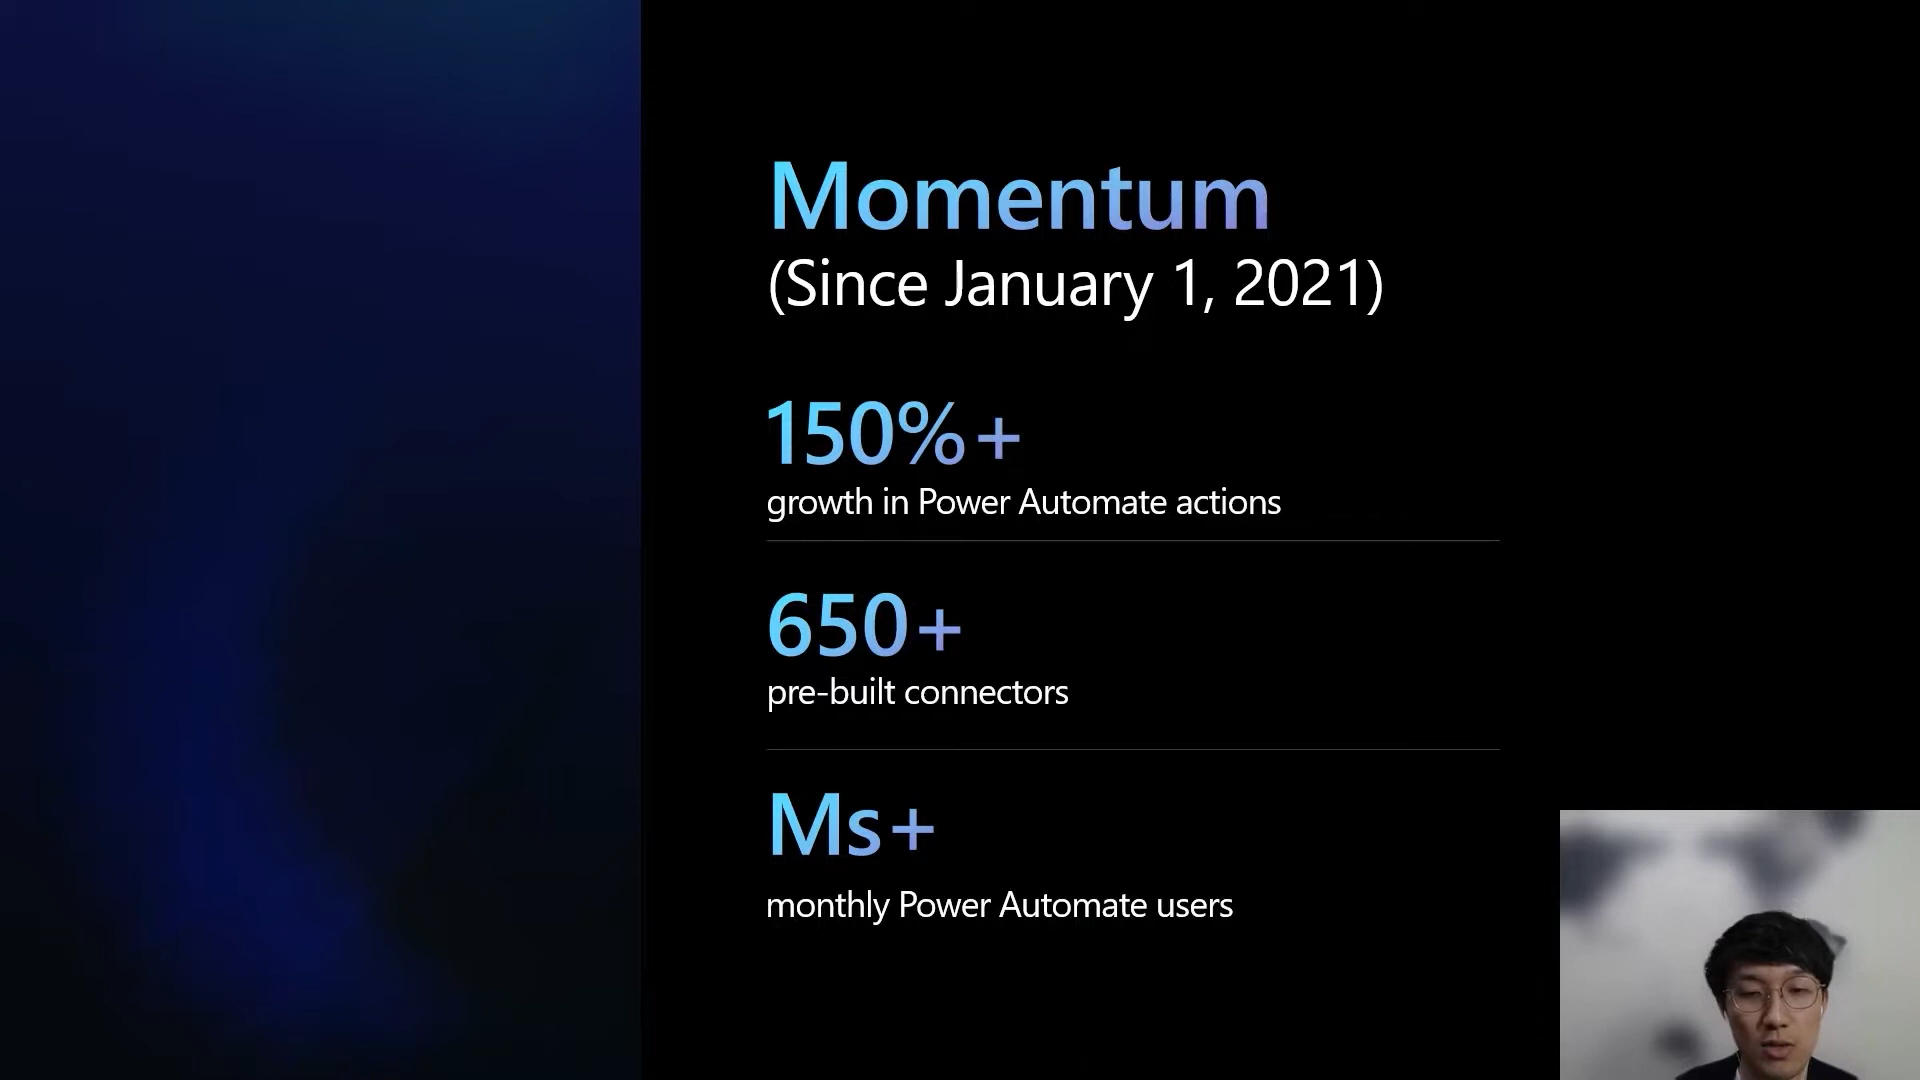 Momentum
(Since January 1, 2021)
150%+
growth in Power Automate actions
650+
pre-built connectors
Ms+
monthly Power Automate users